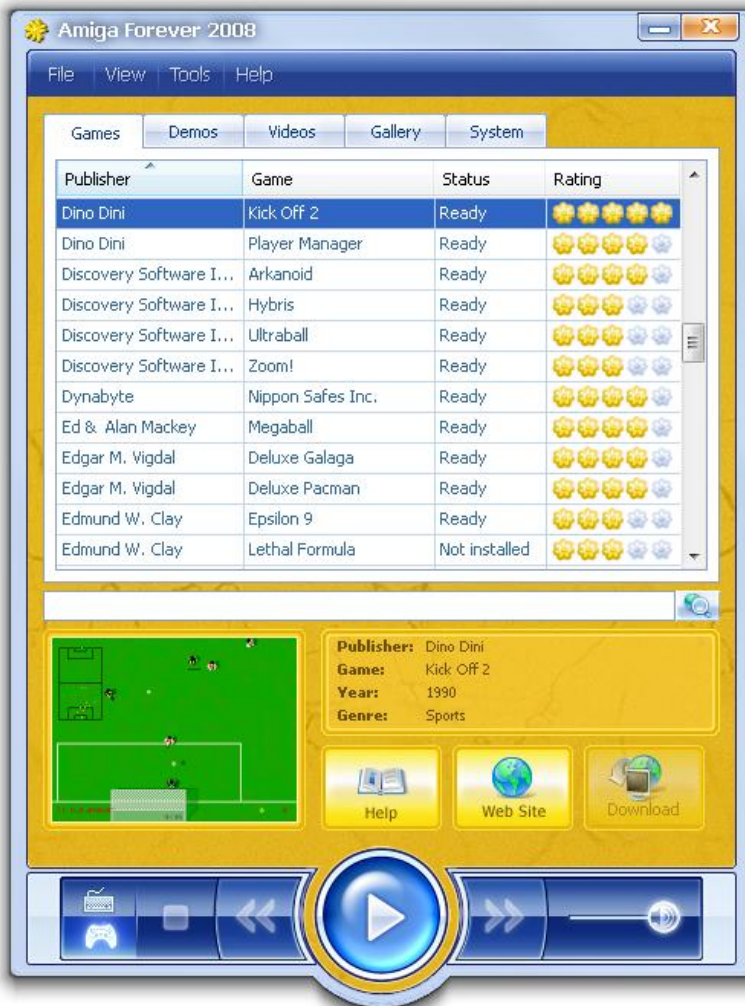 Amiga Forever 2008
File View Tools Help
Games Demos Videos Gallery System
Publisher Game Status Rating
Dino Dini Kick Off 2 Ready
Dino Dini Player Manager Ready
Discovery Software I... Arkanoid Ready
Discovery Software I... Hybris Ready
Discovery Software I... Ultraball Ready
Discovery Software I... Zoom! Ready
Dynabyte Nippon Safes Inc. Ready
Ed & Alan Mackey Megaball Ready
Edgar M. Vigdal Deluxe Galaga Ready
Edgar M. Vigdal Deluxe Pacman Ready
Edmund W. Clay Epsilon 9 Ready
Edmund W. Clay Lethal Formula Not installed
Publisher: Dino Dini
Game: Kick Off 2
Year: 1990
Genre: Sports
Help Web Site Download